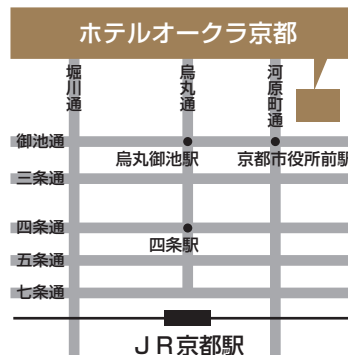 ホテルオークラ京都
堀川通
烏丸通
河原町通
御池通
烏丸御池駅
京都市役所前駅
三条通
四条通
四条駅
五条通
七条通
JR京都駅